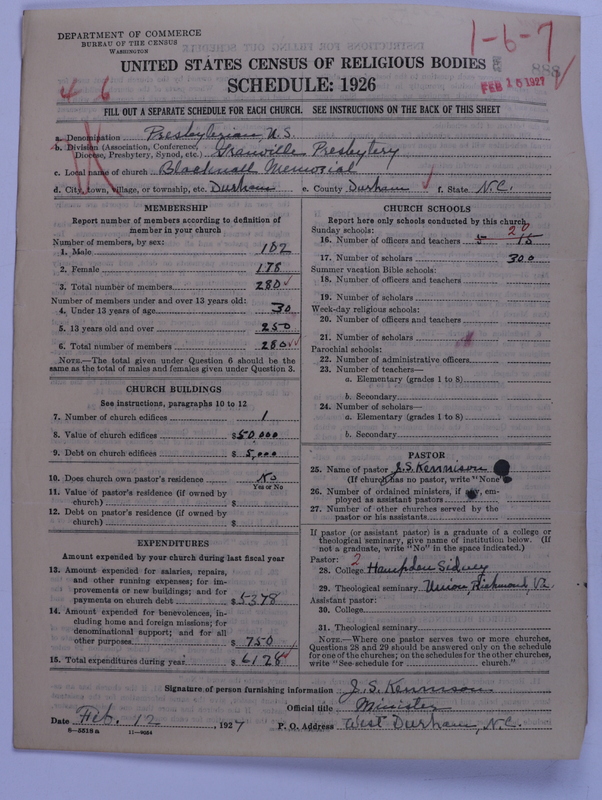 DEPARTMENT OF COMMERCE
BUREAU OF THE CENSUS
WASHINGTON
1-6-7
888
FEB 15 1927
UNITED STATES CENSUS OF RELIGIOUS BODIES
SCHEDULE: 1926
4 6
FILL OUT A SEPARATE SCHEDULE FOR EACH CHURCH. SEE INSTRUCTIONS ON THE BACK OF THIS SHEET
a. Denomination Presbyterian U.S.
b. Division (Association, Conference, Diocese, Presbytery, Synod, etc.) Granville Presbytery
c. Local name of church Blacknall Memorial
d. City, town, village, or township, etc. Durham e. County Durham f. State N.C.
MEMBERSHIP
Report number of members according to definition of
member in your church
Number of members, by sex:
1. Male 102
2. Female 178
3. Total number of members 280
Number of members under and over 13 years old:
4. Under 13 years of age 30
5. 13 years old and over 250
6. Total number of members 280
NOTE.—The total given under Question 6 should be the
same as the total of males and females given under Question 3.
CHURCH BUILDINGS
See instructions, paragraphs 10 to 12
7. Number of church edifices 1
8. Value of church edifices $50,000
9. Debt on church edifices $ 5,000
10. Does church own pastor's residence No
Yes or No
11. Value of pastor's residence (if owned by
church) $
12. Debt on pastor's residence (if owned by
church) $
EXPENDITURES
Amount expended by your church during last fiscal year
13. Amount expended for salaries, repairs,
and other running expenses; for im-
provements or new buildings; and for
payments on church debt $5378
14. Amount expended for benevolences, in-
cluding home and foreign missions; for
denominational support; and for all
other purposes $ 750
15. Total expenditures during year $ 6128
CHURCH SCHOOLS
Report here only schools conducted by this church
Sunday schools:
20
16. Number of officers and teachers 5 15
17. Number of scholars 300
Summer vacation Bible schools:
18. Number of officers and teachers
19. Number of scholars
Week-day religious schools:
20. Number of officers and teachers
21. Number of scholars
Parochial schools:
22. Number of administrative officers
23. Number of teachers—
a. Elementary (grades 1 to 8)
b. Secondary
24. Number of scholars—
a. Elementary (grades 1 to 8)
b. Secondary
PASTOR
25. Name of pastor J.S. Kennison
(If church has no pastor, write "None"
26. Number of ordained ministers, if any, em-
ployed as assistant pastors
27. Number of other churches served by the
pastor or his assistants
If pastor (or assistant pastor) is a graduate of a college or
theological seminary, give name of institution below. (If
not a graduate, write "No" in the space indicated.)
Pastor: 2
28. College Hampden Sidney
29. Theological seminary Union, Richmond, Va.
Assistant pastor:
30. College
31. Theological seminary
NOTE.—Where one pastor serves two or more churches,
Questions 28 and 29 should be answered only on the schedule
for one of the churches; on the schedules for the other churches,
write "See schedule for church."
Signature of person furnishing information J. S. Kennison
Official title Minister
Date Feb. 12, 1927 P. O. Address West Durham, N.C.
8—5519a 11—9034